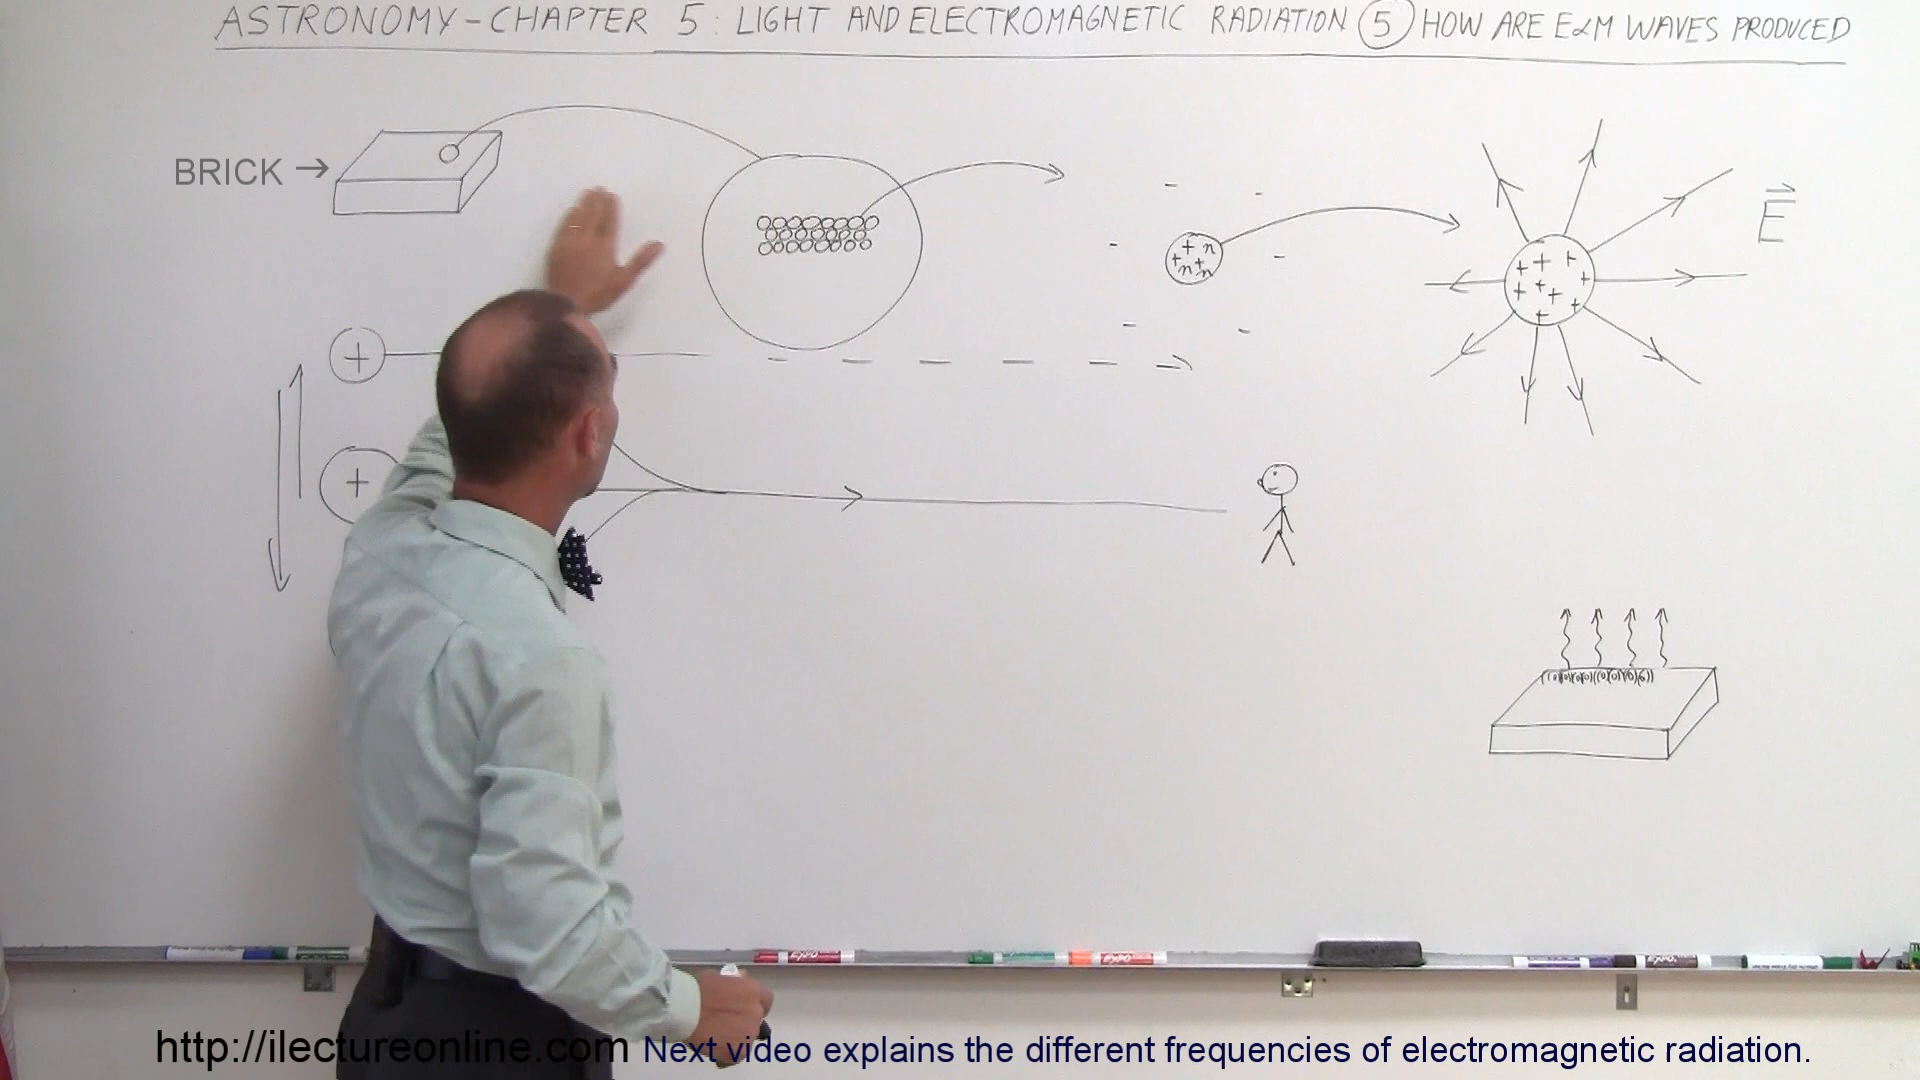 ASTRONOMY - CHAPTER 5: LIGHT AND ELECTROMAGNETIC RADIATION (5) HOW ARE E&M WAVES PRODUCED
BRICK →
E
+ n
+ +
n n
+ + +
+ + + +
+ +
+
+
http://ilectureonline.com Next video explains the different frequencies of electromagnetic radiation.